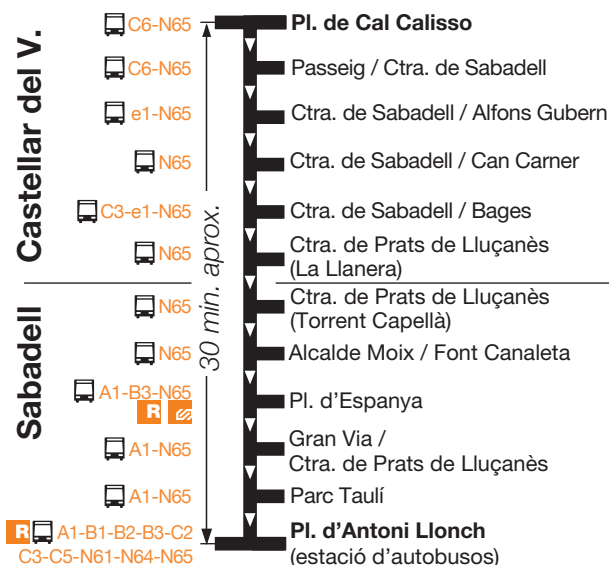 Castellar del V.
C6-N65
Pl. de Cal Calisso
C6-N65
Passeig / Ctra. de Sabadell
e1-N65
Ctra. de Sabadell / Alfons Gubern
N65
Ctra. de Sabadell / Can Carner
C3-e1-N65
Ctra. de Sabadell / Bages
N65
Ctra. de Prats de Lluçanès
(La Llanera)
30 min. aprox.
Sabadell
N65
Ctra. de Prats de Lluçanès
(Torrent Capellà)
N65
Alcalde Moix / Font Canaleta
A1-B3-N65
R
Pl. d'Espanya
A1-N65
Gran Via /
Ctra. de Prats de Lluçanès
A1-N65
Parc Taulí
R
A1-B1-B2-B3-C2
C3-C5-N61-N64-N65
Pl. d'Antoni Llonch
(estació d'autobusos)